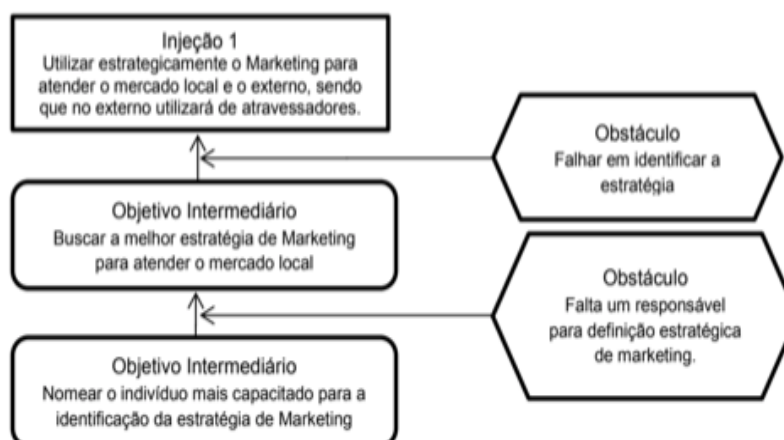 Injeção 1
Utilizar estrategicamente o Marketing para
atender o mercado local e o externo, sendo
que no externo utilizará de atravessadores.
Obstáculo
Falhar em identificar a
estratégia
Objetivo Intermediário
Buscar a melhor estratégia de Marketing
para atender o mercado local
Obstáculo
Falta um responsável
para definição estratégica
de marketing.
Objetivo Intermediário
Nomear o indivíduo mais capacitado para a
identificação da estratégia de Marketing